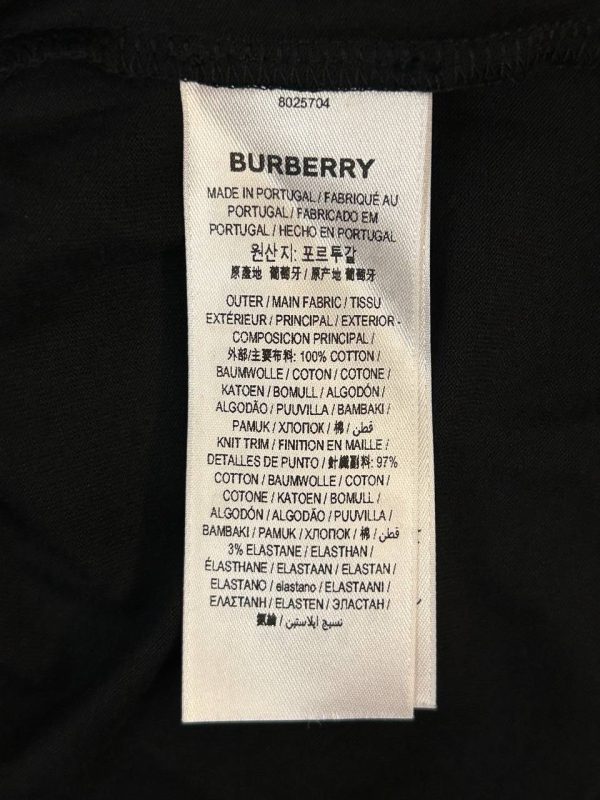 8025704
BURBERRY
MADE IN PORTUGAL / FABRIQUÉ AU
PORTUGAL / FABRICADO EM
PORTUGAL / HECHO EN PORTUGAL
원산지: 포르투갈
原產地 葡萄牙 / 原产地 葡萄牙
OUTER / MAIN FABRIC / TISSU
EXTÉRIEUR / PRINCIPAL / EXTERIOR -
COMPOSICION PRINCIPAL /
外部/主要布料: 100% COTTON /
BAUMWOLLE / COTON / COTONE /
KATOEN / BOMULL / ALGODÓN /
ALGODÃO / PUUVILLA / BAMBAKI /
PAMUK / ХЛОПОК / 棉 / قطن
KNIT TRIM / FINITION EN MAILLE /
DETALLES DE PUNTO / 針織副料: 97%
COTTON / BAUMWOLLE / COTON /
COTONE / KATOEN / BOMULL /
ALGODÓN / ALGODÃO / PUUVILLA /
BAMBAKI / PAMUK / ХЛОПОК / 棉 / قطن
3% ELASTANE / ELASTHAN /
ÉLASTHANE / ELASTAAN / ELASTAN /
ELASTANO / elastano / ELASTAANI /
ΕΛΑΣΤΑΝΗ / ELASTEN / ЭЛАСТАН /
氨綸 / نسيج ايلاستين